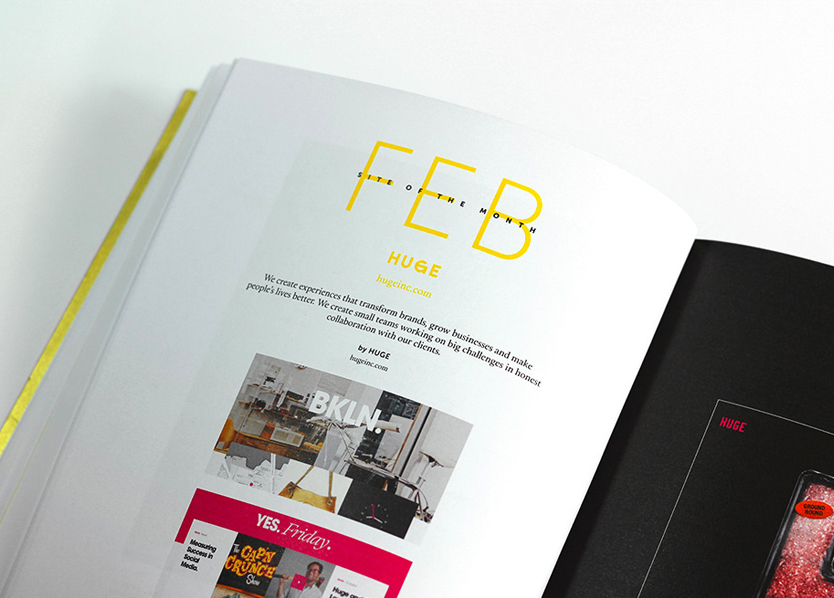 FEB
SITE OF THE MONTH
HUGE
hugeinc.com
We create experiences that transform brands, grow businesses and make
people's lives better. We create small teams working on big challenges in honest
collaboration with our clients.
by HUGE
hugeinc.com
BKLN.
YES. Friday.
Measuring
Success in
Social
Media.
The
CAP'N
CRUNCH
Show
Huge
HUGE
GROUND
ROUND